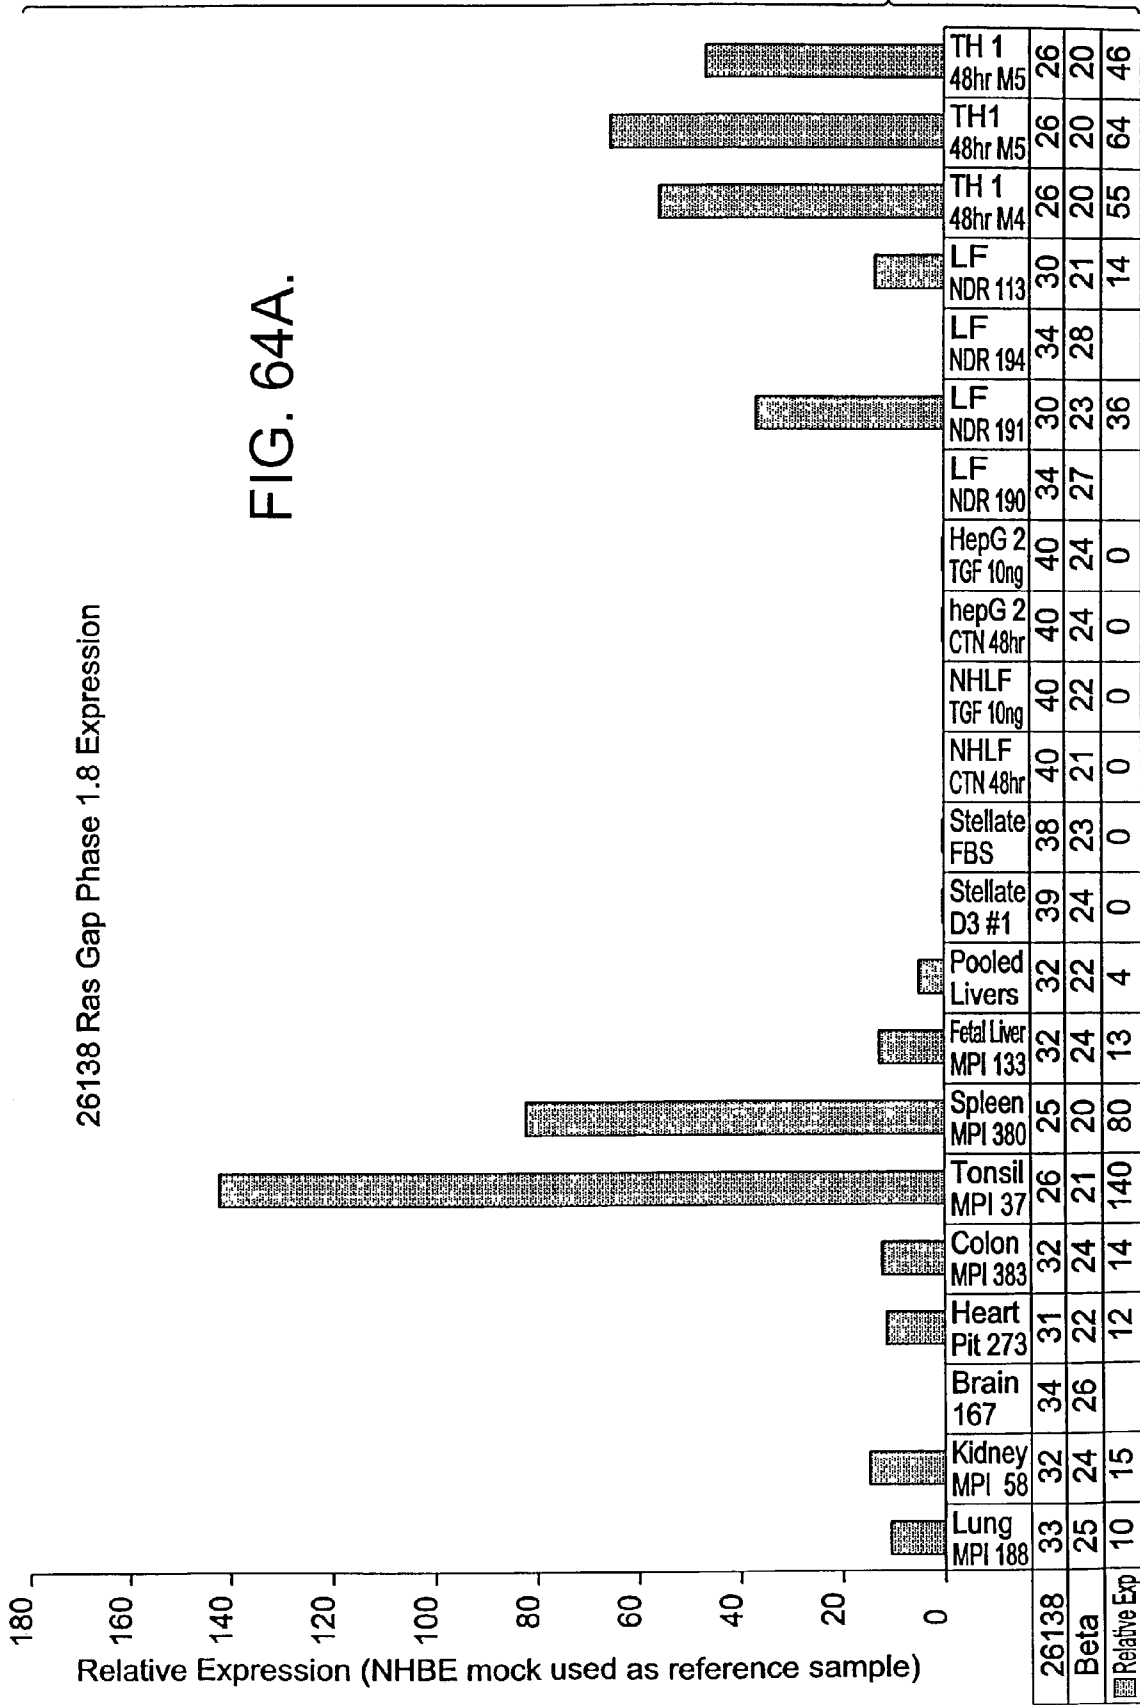 26138 Ras Gap Phase 1.8 Expression
FIG. 64A.
Relative Expression (NHBE mock used as reference sample)
180
160
140
120
100
80
60
40
20
0
Lung MPI 188
Kidney MPI 58
Brain 167
Heart Pit 273
Colon MPI 383
Tonsil MPI 37
Spleen MPI 380
Fetal Liver MPI 133
Pooled Livers
Stellate D3 #1
Stellate FBS
NHLF CTN 48hr
NHLF TGF 10ng
hepG 2 CTN 48hr
HepG 2 TGF 10ng
LF NDR 190
LF NDR 191
LF NDR 194
LF NDR 113
TH 1 48hr M4
TH1 48hr M5
TH 1 48hr M5
26138 33 32 34 31 32 26 25 32 32 39 38 40 40 40 40 34 30 34 30 26 26 26
Beta 25 24 26 22 24 21 20 24 22 24 23 21 22 24 24 27 23 28 21 20 20 20
Relative Exp 10 15 12 14 140 80 13 4 0 0 0 0 0 0 36 14 55 64 46